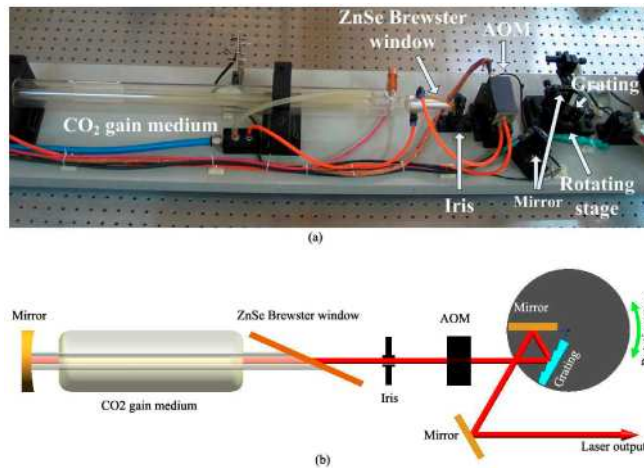 ZnSe Brewster
window
AOM
Grating
CO₂ gain medium
Iris
Mirror
Rotating
stage
(a)
Mirror
ZnSe Brewster window
AOM
Mirror
Grating
Iris
CO2 gain medium
Mirror
Laser output
(b)